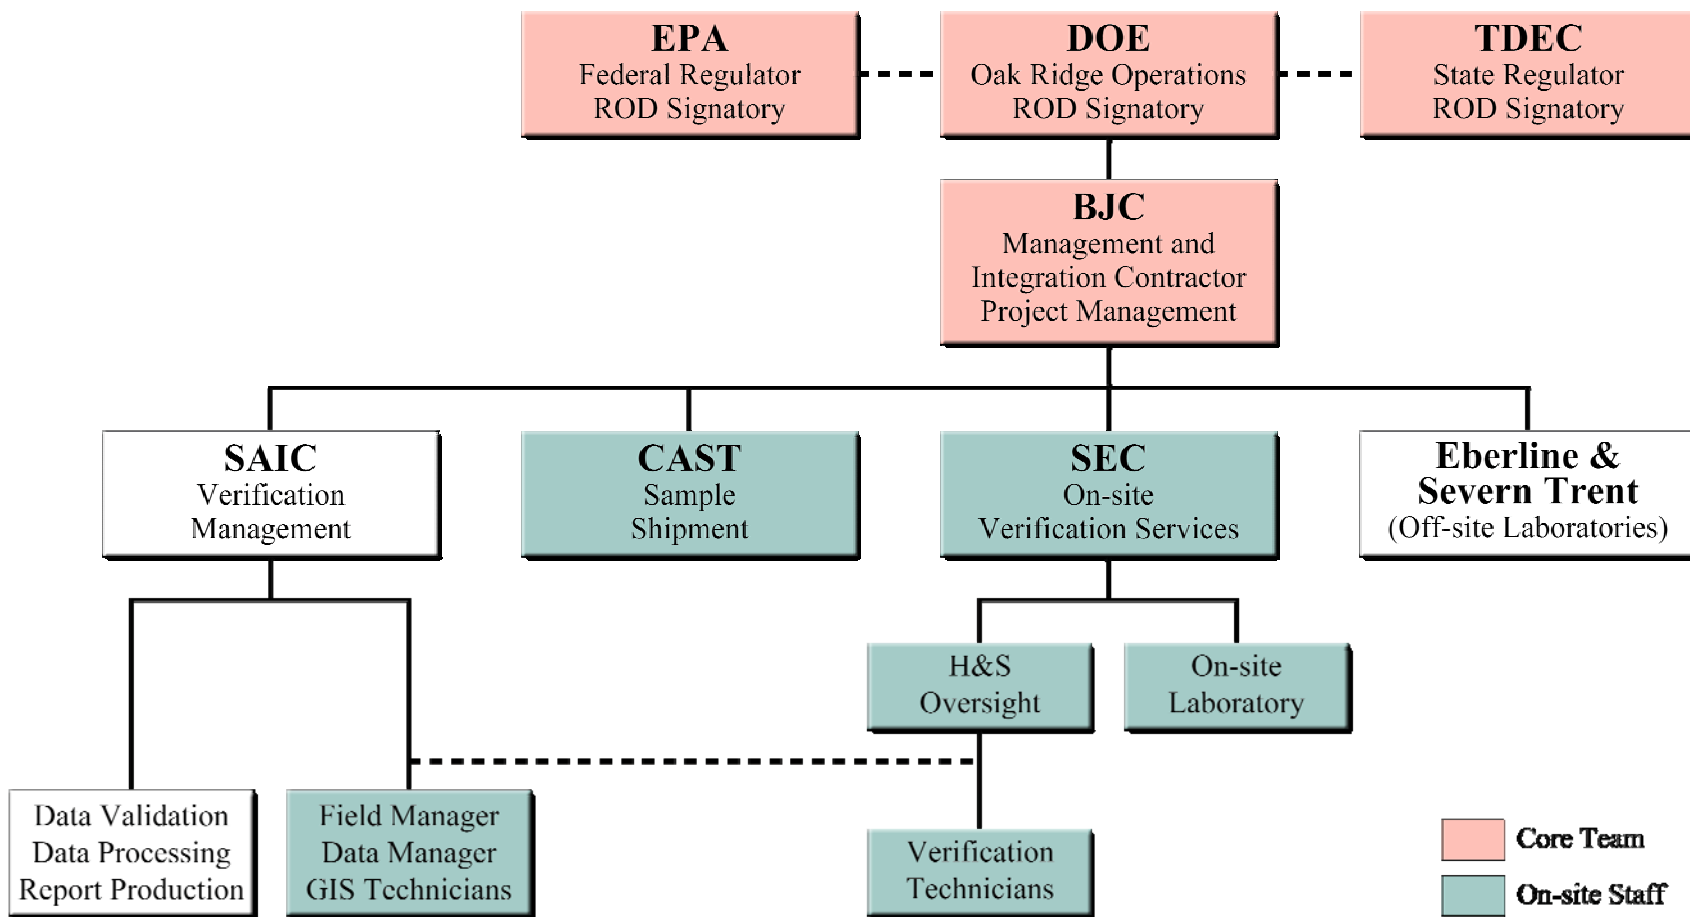 EPA
Federal Regulator
ROD Signatory
DOE
Oak Ridge Operations
ROD Signatory
TDEC
State Regulator
ROD Signatory
BJC
Management and
Integration Contractor
Project Management
SAIC
Verification
Management
CAST
Sample
Shipment
SEC
On-site
Verification Services
Eberline &
Severn Trent
(Off-site Laboratories)
H&S
Oversight
On-site
Laboratory
Data Validation
Data Processing
Report Production
Field Manager
Data Manager
GIS Technicians
Verification
Technicians
Core Team
On-site Staff